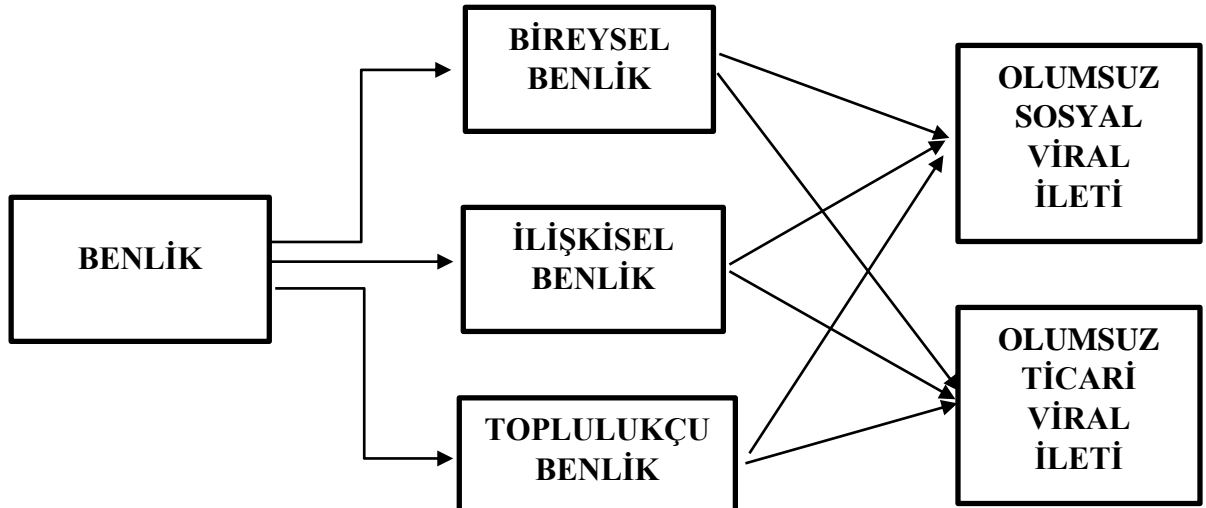 BİREYSEL
BENLİK
OLUMSUZ
SOSYAL
VİRAL
İLETİ
BENLİK
İLİŞKİSEL
BENLİK
OLUMSUZ
TİCARİ
VİRAL
İLETİ
TOPLULUKÇU
BENLİK